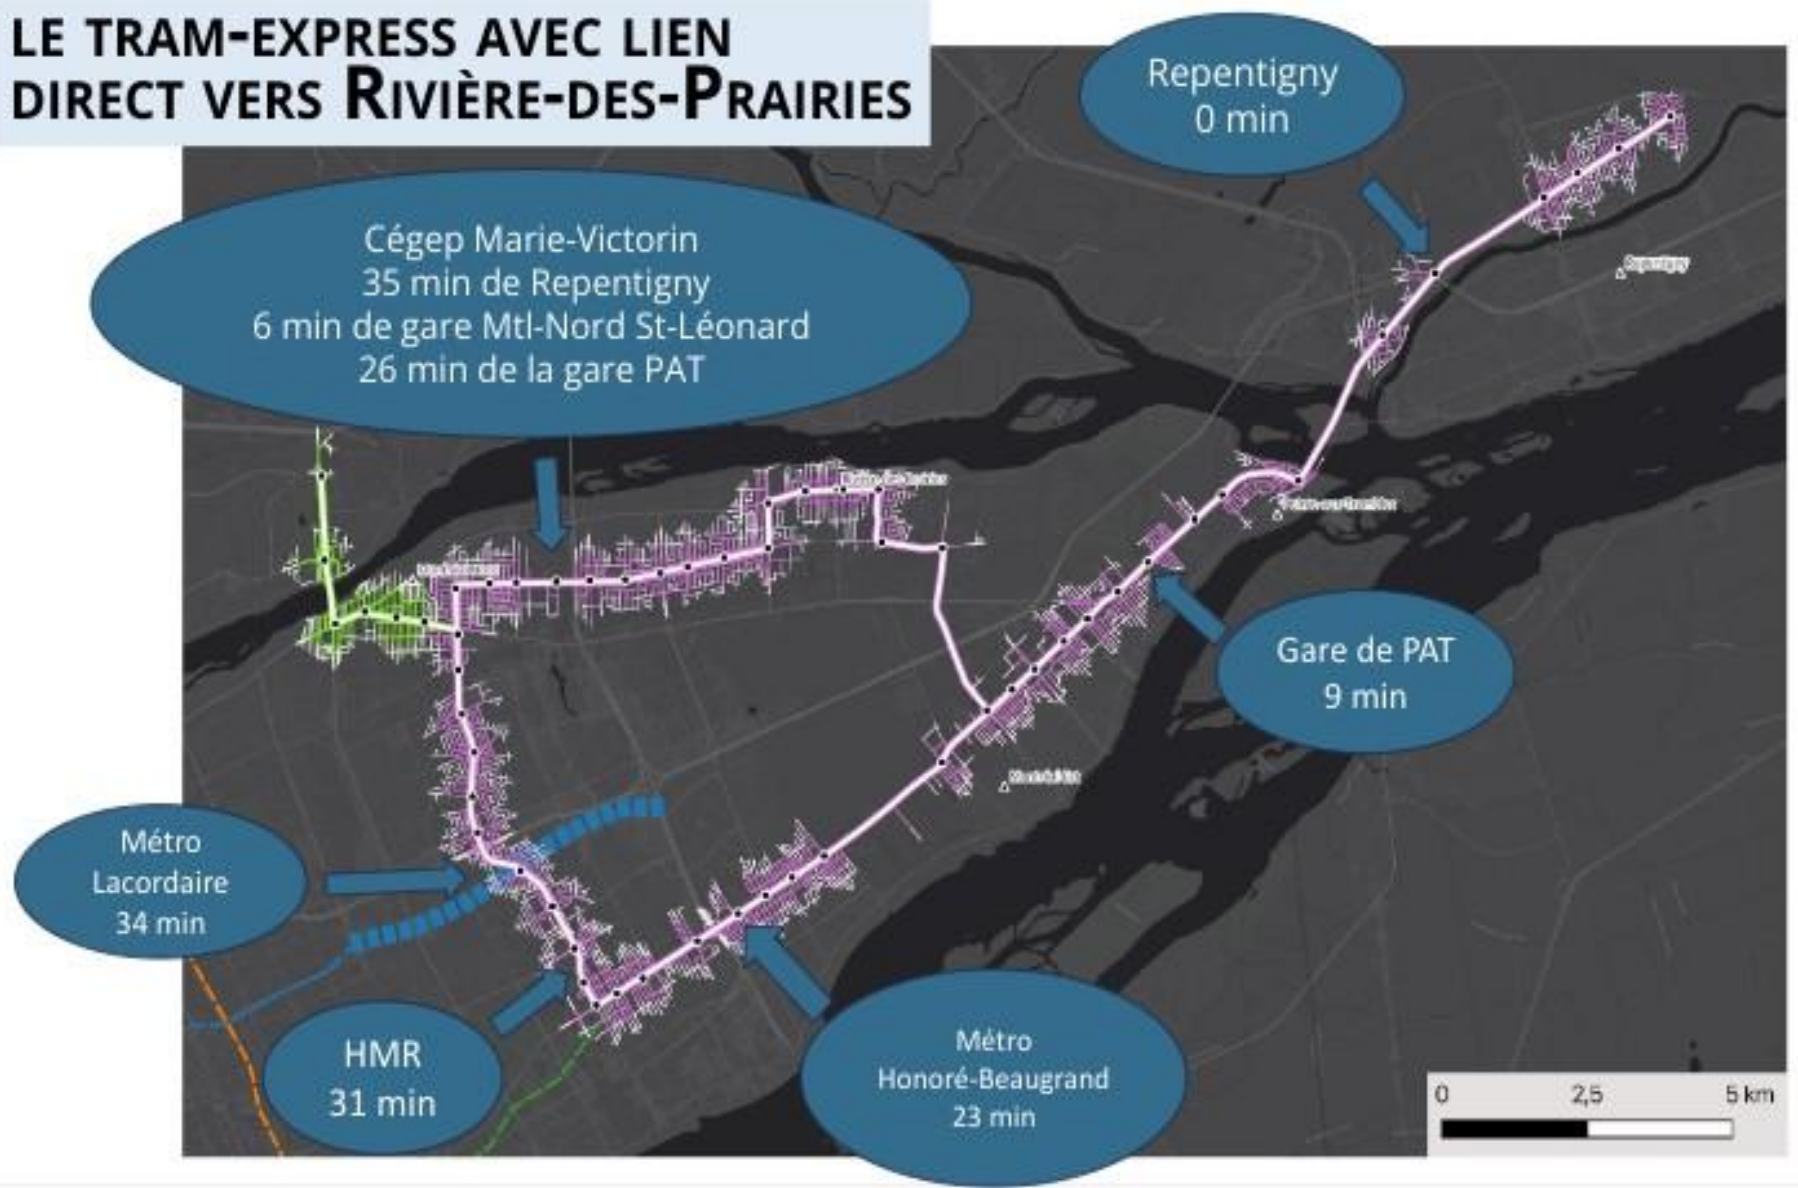 LE TRAM-EXPRESS AVEC LIEN
DIRECT VERS RIVIÈRE-DES-PRAIRIES
Repentigny
0 min
Cégep Marie-Victorin
35 min de Repentigny
6 min de gare Mtl-Nord St-Léonard
26 min de la gare PAT
Repentigny
Gare de PAT
9 min
Métro
Lacordaire
34 min
HMR
31 min
Métro
Honoré-Beaugrand
23 min
0 2,5 5 km